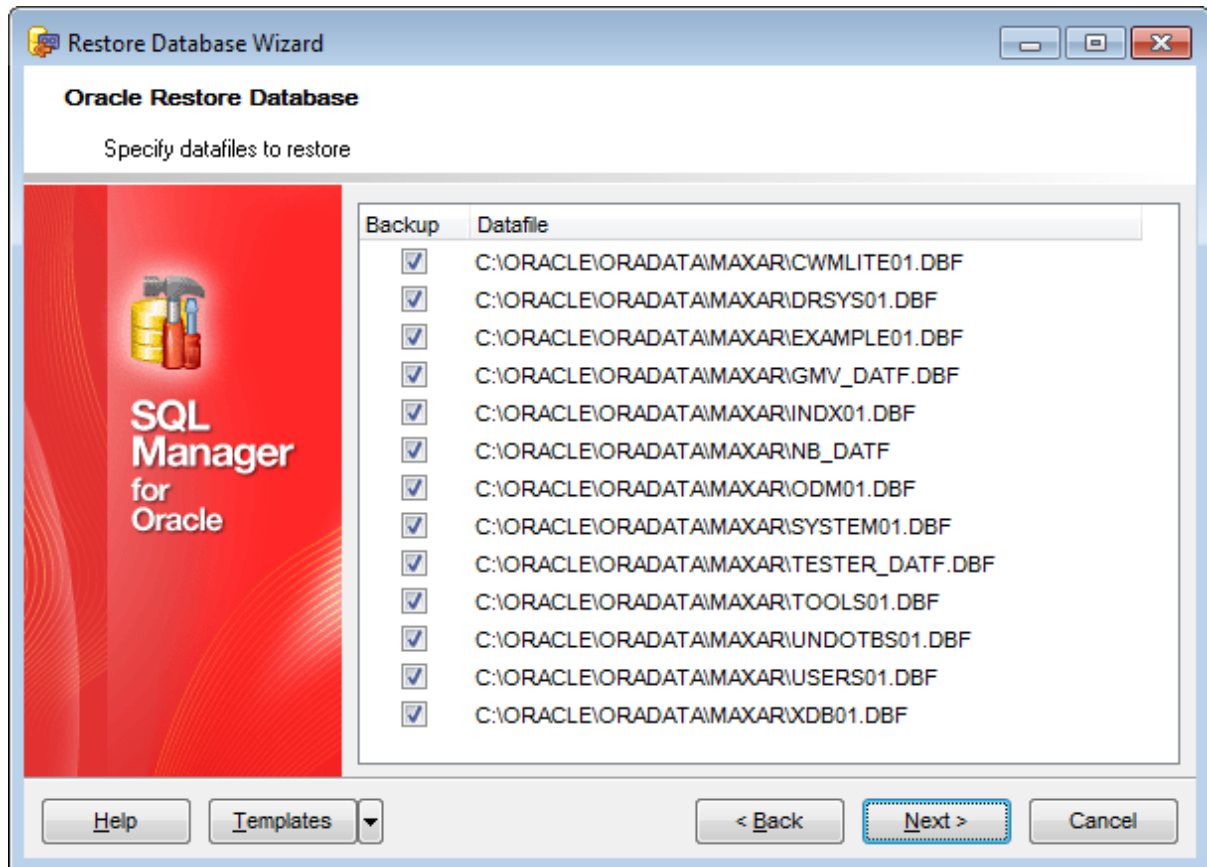 Restore Database Wizard
Oracle Restore Database
Specify datafiles to restore
SQL
Manager
for
Oracle
Backup Datafile
C:\ORACLE\ORADATA\MAXAR\CWMLITE01.DBF
C:\ORACLE\ORADATA\MAXAR\DRSYS01.DBF
C:\ORACLE\ORADATA\MAXAR\EXAMPLE01.DBF
C:\ORACLE\ORADATA\MAXAR\GMV_DATF.DBF
C:\ORACLE\ORADATA\MAXAR\INDX01.DBF
C:\ORACLE\ORADATA\MAXAR\NB_DATF
C:\ORACLE\ORADATA\MAXAR\ODM01.DBF
C:\ORACLE\ORADATA\MAXAR\SYSTEM01.DBF
C:\ORACLE\ORADATA\MAXAR\TESTER_DATF.DBF
C:\ORACLE\ORADATA\MAXAR\TOOLS01.DBF
C:\ORACLE\ORADATA\MAXAR\UNDOTBS01.DBF
C:\ORACLE\ORADATA\MAXAR\USERS01.DBF
C:\ORACLE\ORADATA\MAXAR\XDB01.DBF
Help Templates < Back Next > Cancel